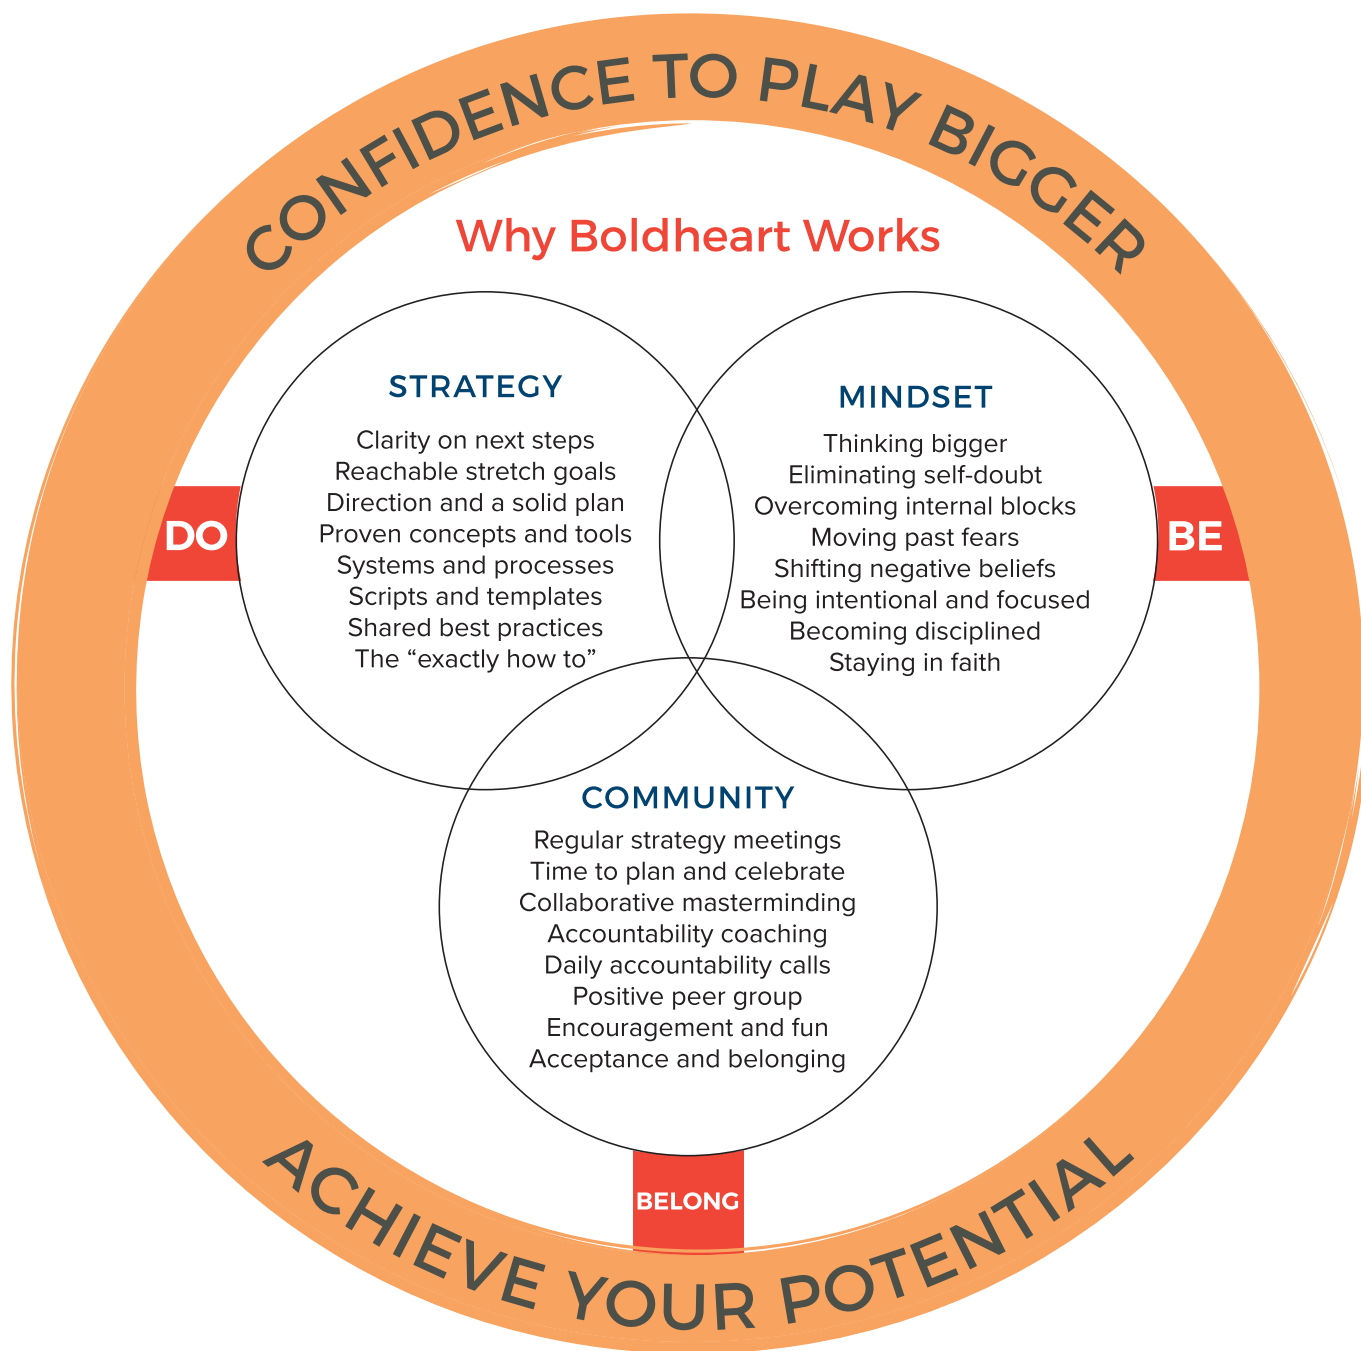 CONFIDENCE TO PLAY BIGGER
Why Boldheart Works
STRATEGY
Clarity on next steps
Reachable stretch goals
Direction and a solid plan
Proven concepts and tools
Systems and processes
Scripts and templates
Shared best practices
The “exactly how to”
MINDSET
Thinking bigger
Eliminating self-doubt
Overcoming internal blocks
Moving past fears
Shifting negative beliefs
Being intentional and focused
Becoming disciplined
Staying in faith
DO
BE
COMMUNITY
Regular strategy meetings
Time to plan and celebrate
Collaborative masterminding
Accountability coaching
Daily accountability calls
Positive peer group
Encouragement and fun
Acceptance and belonging
BELONG
ACHIEVE YOUR POTENTIAL